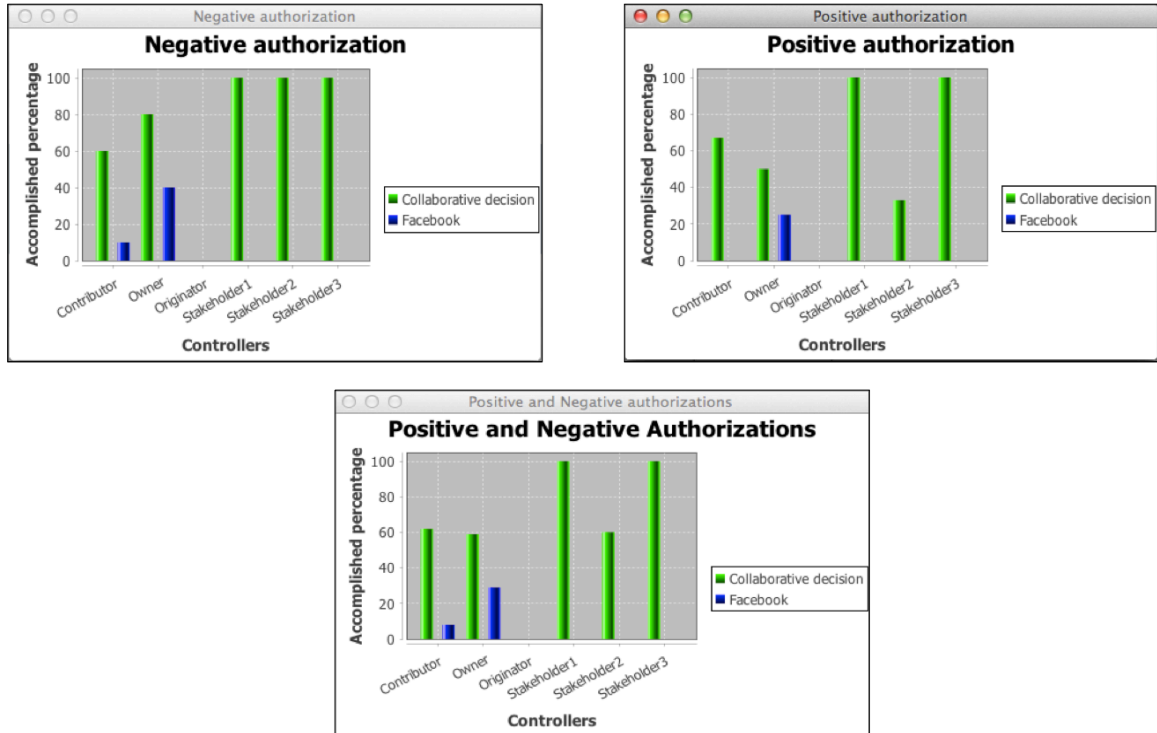 Negative authorization
Negative authorization
Accomplished percentage
100
80
60
40
20
0
Contributor
Owner
Originator
Stakeholder1
Stakeholder2
Stakeholder3
Controllers
Collaborative decision
Facebook
Positive authorization
Positive authorization
Accomplished percentage
100
80
60
40
20
0
Contributor
Owner
Originator
Stakeholder1
Stakeholder2
Stakeholder3
Controllers
Collaborative decision
Facebook
Positive and Negative authorizations
Positive and Negative Authorizations
Accomplished percentage
100
80
60
40
20
0
Contributor
Owner
Originator
Stakeholder1
Stakeholder2
Stakeholder3
Controllers
Collaborative decision
Facebook